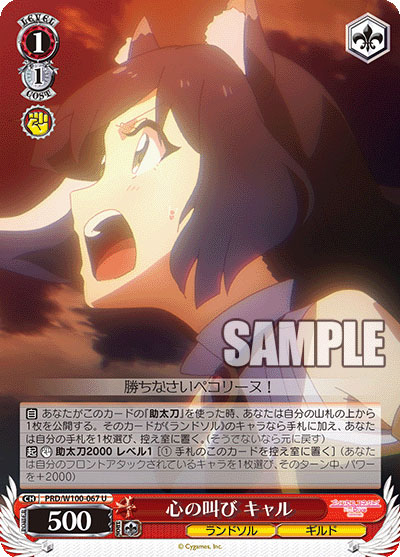 LEVEL
1
1
COST
SAMPLE
勝ちなさいペコリーヌ!
自 あなたがこのカードの「助太刀」を使った時、あなたは自分の山札の上から
1枚を公開する。そのカードが《ランドソル》のキャラなら手札に加え、あな
たは自分の手札を1枚選び、控え室に置く。(そうでないなら元に戻す)
起 助太刀2000 レベル1 [① 手札のこのカードを控え室に置く] (あなた
は自分のフロントアタックされているキャラを1枚選び、そのターン中、パワー
を+2000)
CH PRD/W100-067 U
500
心の叫び キャル
ランドソル
ギルド
© Cygames, Inc.